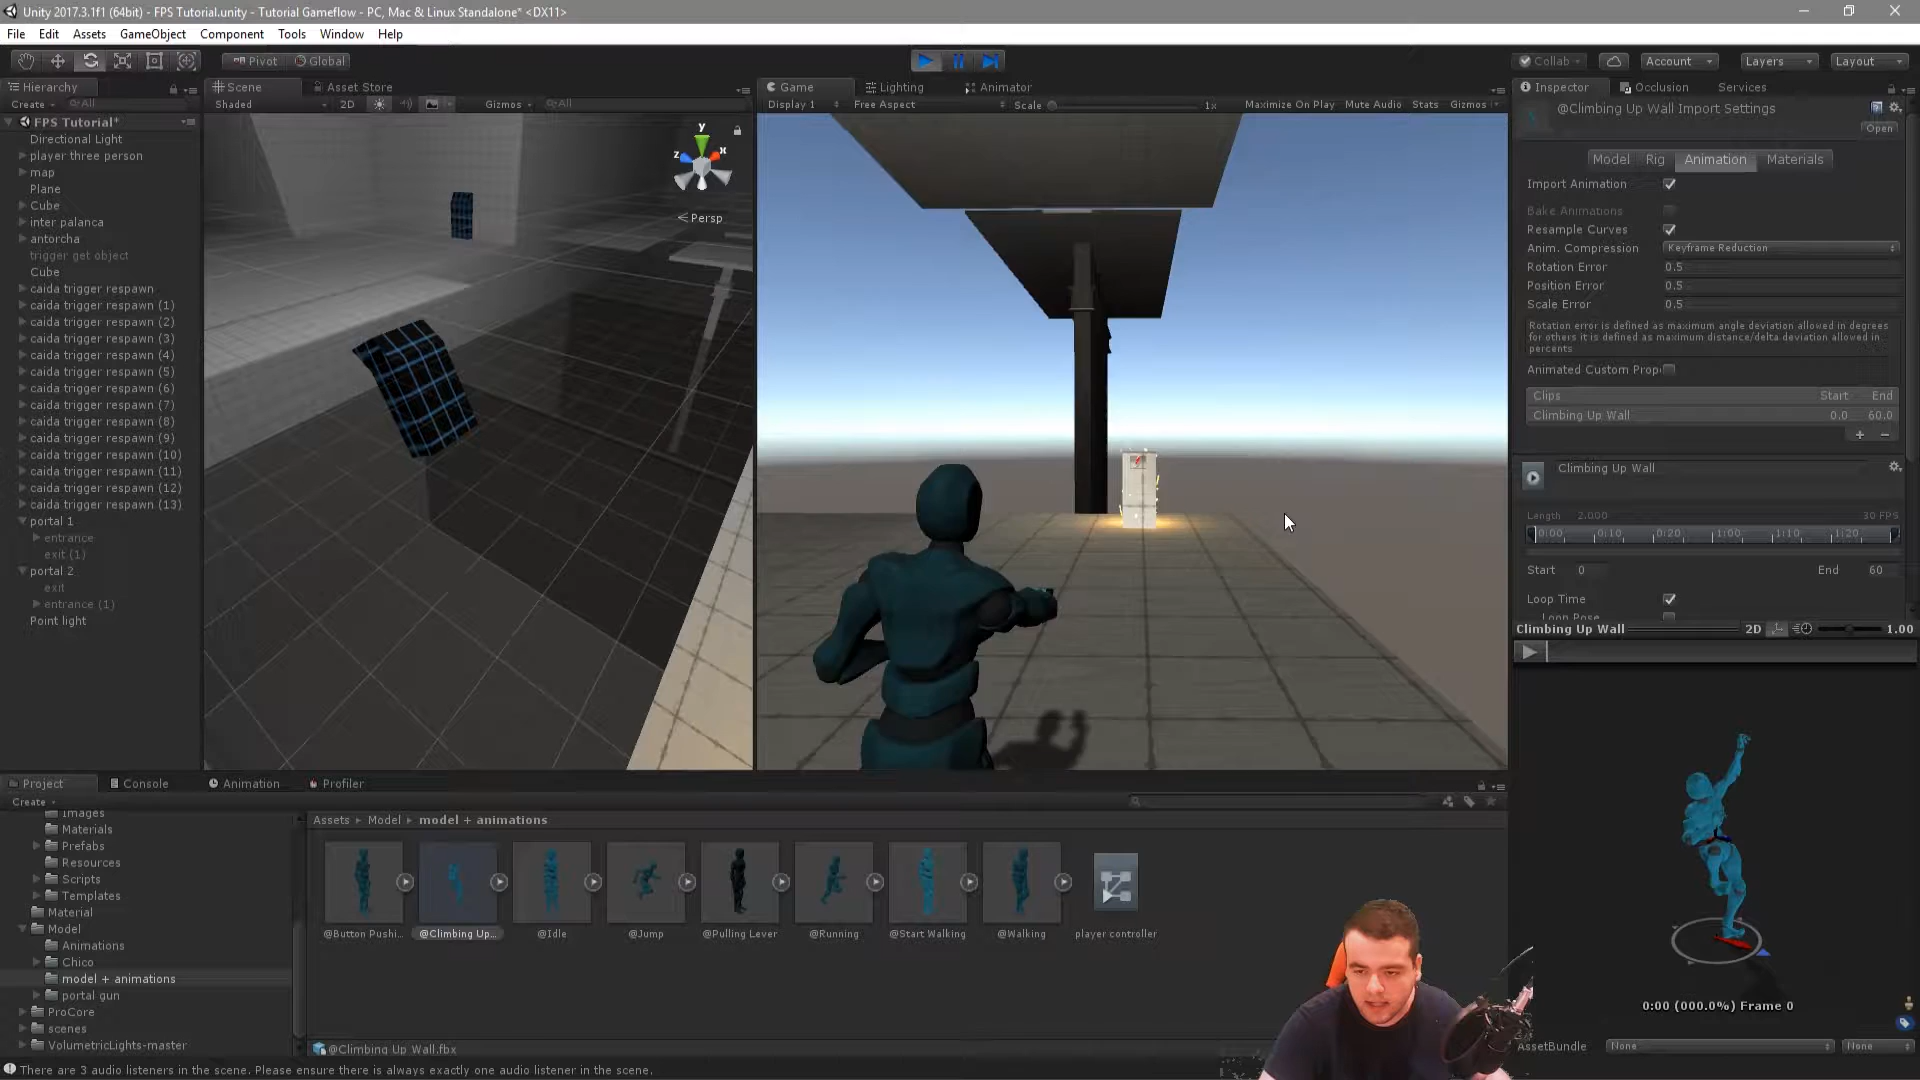 Unity 2017.3.1f1 (64bit) - FPS Tutorial.unity - Tutorial Gameflow - PC, Mac & Linux Standalone* <DX11>
File Edit Assets GameObject Component Tools Window Help
Pivot Global
Collab Account Layers Layout
Hierarchy
Create All
FPS Tutorial*
Directional Light
player three person
map
Plane
Cube
inter palanca
antorcha
trigger get object
Cube
caida trigger respawn
caida trigger respawn (1)
caida trigger respawn (2)
caida trigger respawn (3)
caida trigger respawn (4)
caida trigger respawn (5)
caida trigger respawn (6)
caida trigger respawn (7)
caida trigger respawn (8)
caida trigger respawn (9)
caida trigger respawn (10)
caida trigger respawn (11)
caida trigger respawn (12)
caida trigger respawn (13)
portal 1
entrance
exit (1)
portal 2
exit
entrance (1)
Point light
Scene Asset Store
Shaded 2D Gizmos All
y
z x
Persp
Game Lighting Animator
Display 1 Free Aspect Scale 1x Maximize On Play Mute Audio Stats Gizmos
Inspector Occlusion Services
@Climbing Up Wall Import Settings
Open
Model Rig Animation Materials
Import Animation
Bake Animations
Resample Curves
Anim. Compression Keyframe Reduction
Rotation Error 0.5
Position Error 0.5
Scale Error 0.5
Rotation error is defined as maximum angle deviation allowed in degrees
for others it is defined as maximum distance/delta deviation allowed in
percents
Animated Custom Prop
Clips Start End
Climbing Up Wall 0.0 60.0
Climbing Up Wall
Length 2.000 30 FPS
0:00 0:10 0:20 1:00 1:10 1:20
Start 0 End 60
Loop Time
Loop Pose
Climbing Up Wall 2D 1.00
0:00 (000.0%) Frame 0
AssetBundle None None
Project Console Animation Profiler
Create
Images
Materials
Prefabs
Resources
Scripts
Templates
Material
Model
Animations
Chico
model + animations
portal gun
ProCore
scenes
VolumetricLights-master
Assets Model model + animations
@Button Pushi... @Climbing Up... @Idle @Jump @Pulling Lever @Running @Start Walking @Walking player controller
@Climbing Up Wall.fbx
There are 3 audio listeners in the scene. Please ensure there is always exactly one audio listener in the scene.